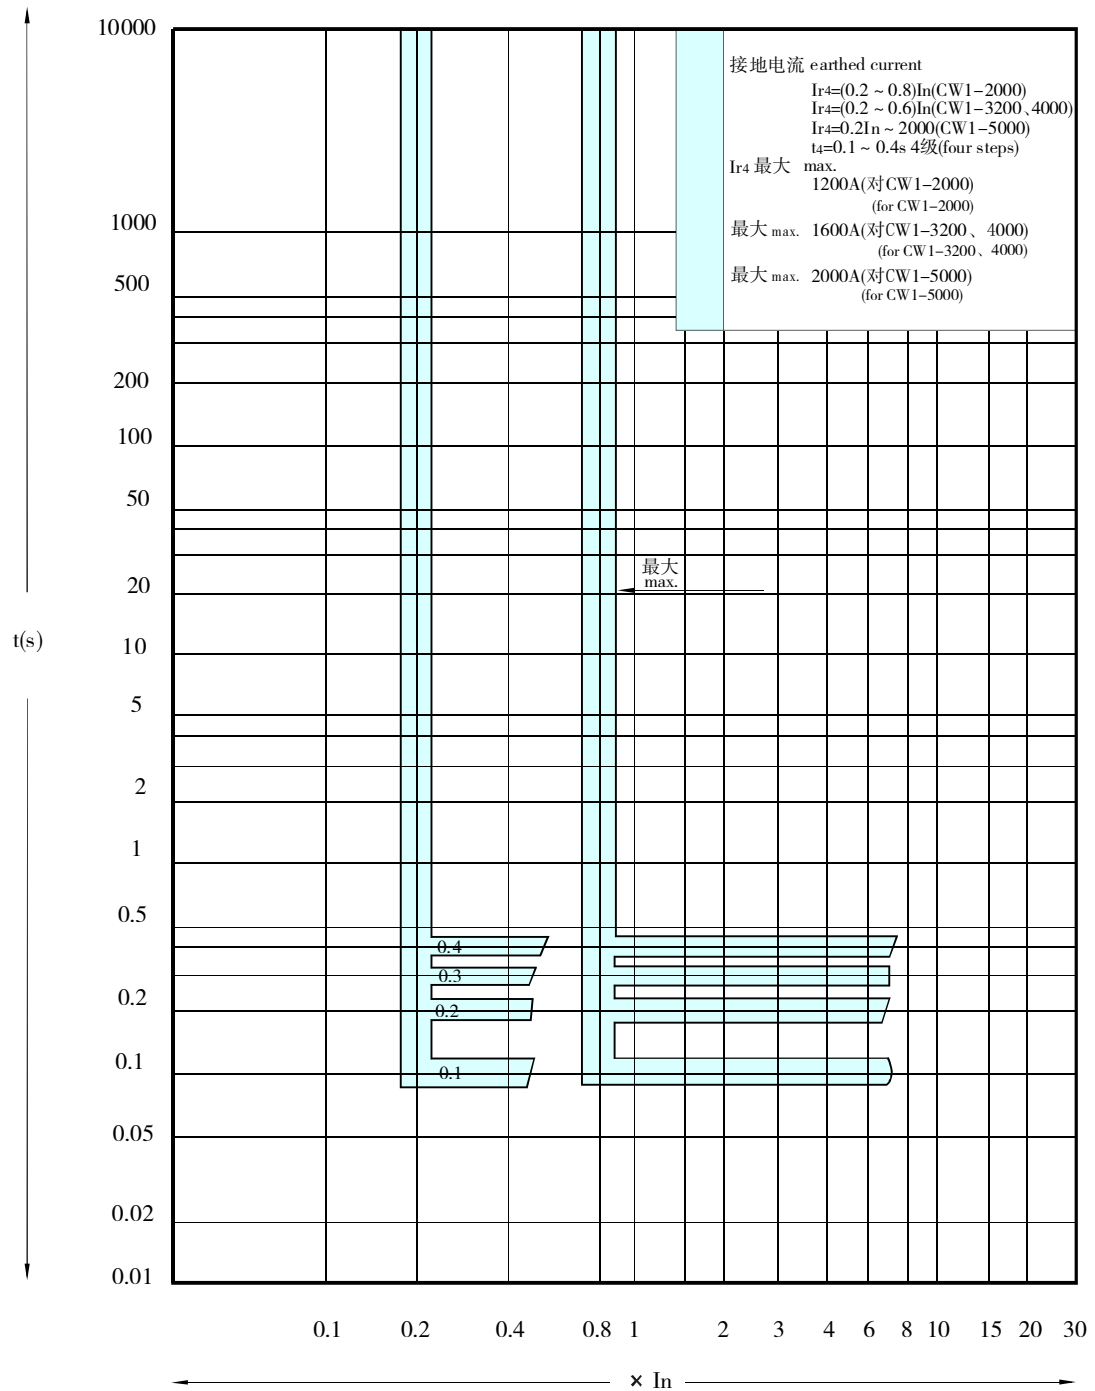 10000
接地电流 earthed current
Ir4=(0.2 ~ 0.8)In(CW1-2000)
Ir4=(0.2 ~ 0.6)In(CW1-3200、4000)
Ir4=0.2In ~ 2000(CW1-5000)
t4=0.1 ~ 0.4s 4级(four steps)
Ir4 最大 max.
1200A(对CW1-2000)
(for CW1-2000)
1000
最大 max. 1600A(对CW1-3200、4000)
(for CW1-3200、4000)
最大 max. 2000A(对CW1-5000)
(for CW1-5000)
500
200
100
50
最大
max.
20
t(s)
10
5
2
1
0.5
0.4
0.3
0.2
0.2
0.1
0.1
0.05
0.02
0.01
0.1 0.2 0.4 0.8 1 2 3 4 6 8 10 15 20 30
× In